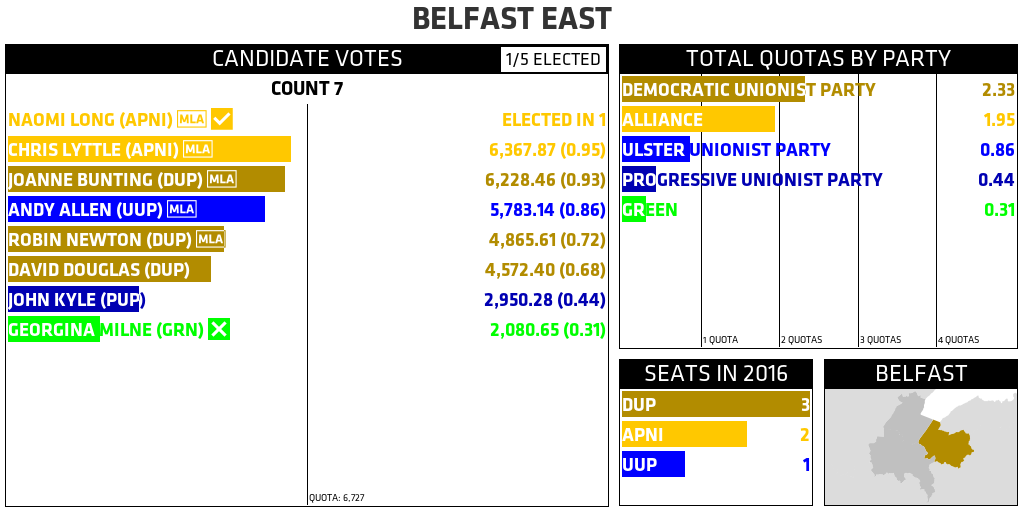 BELFAST EAST
CANDIDATE VOTES
1/5 ELECTED
COUNT 7
NAOMI LONG (APNI) MLA ELECTED IN 1
CHRIS LYTTLE (APNI) MLA 6,367.87 (0.95)
JOANNE BUNTING (DUP) MLA 6,228.46 (0.93)
ANDY ALLEN (UUP) MLA 5,783.14 (0.86)
ROBIN NEWTON (DUP) MLA 4,865.61 (0.72)
DAVID DOUGLAS (DUP) 4,572.40 (0.68)
JOHN KYLE (PUP) 2,950.28 (0.44)
GEORGINA MILNE (GRN) 2,080.65 (0.31)
QUOTA: 6,727
TOTAL QUOTAS BY PARTY
DEMOCRATIC UNIONIST PARTY 2.33
ALLIANCE 1.95
ULSTER UNIONIST PARTY 0.86
PROGRESSIVE UNIONIST PARTY 0.44
GREEN 0.31
1 QUOTA 2 QUOTAS 3 QUOTAS 4 QUOTAS
SEATS IN 2016
DUP 3
APNI 2
UUP 1
BELFAST